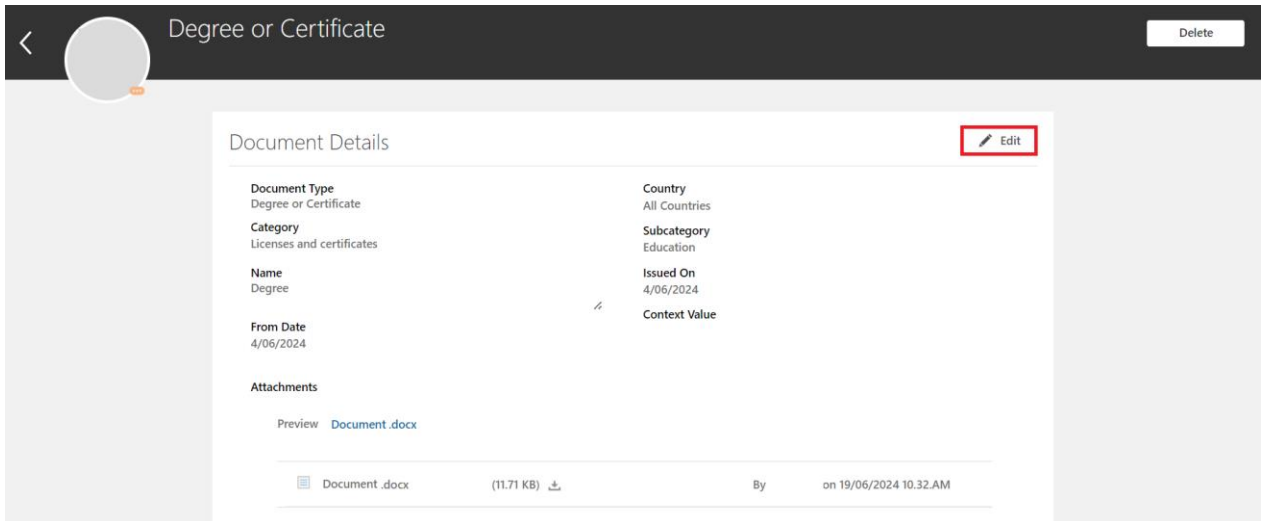 Degree or Certificate
Delete
Document Details
Edit
Document Type
Degree or Certificate
Country
All Countries
Category
Licenses and certificates
Subcategory
Education
Name
Degree
Issued On
4/06/2024
Context Value
From Date
4/06/2024
Attachments
Preview Document .docx
Document .docx (11.71 KB) By on 19/06/2024 10.32.AM